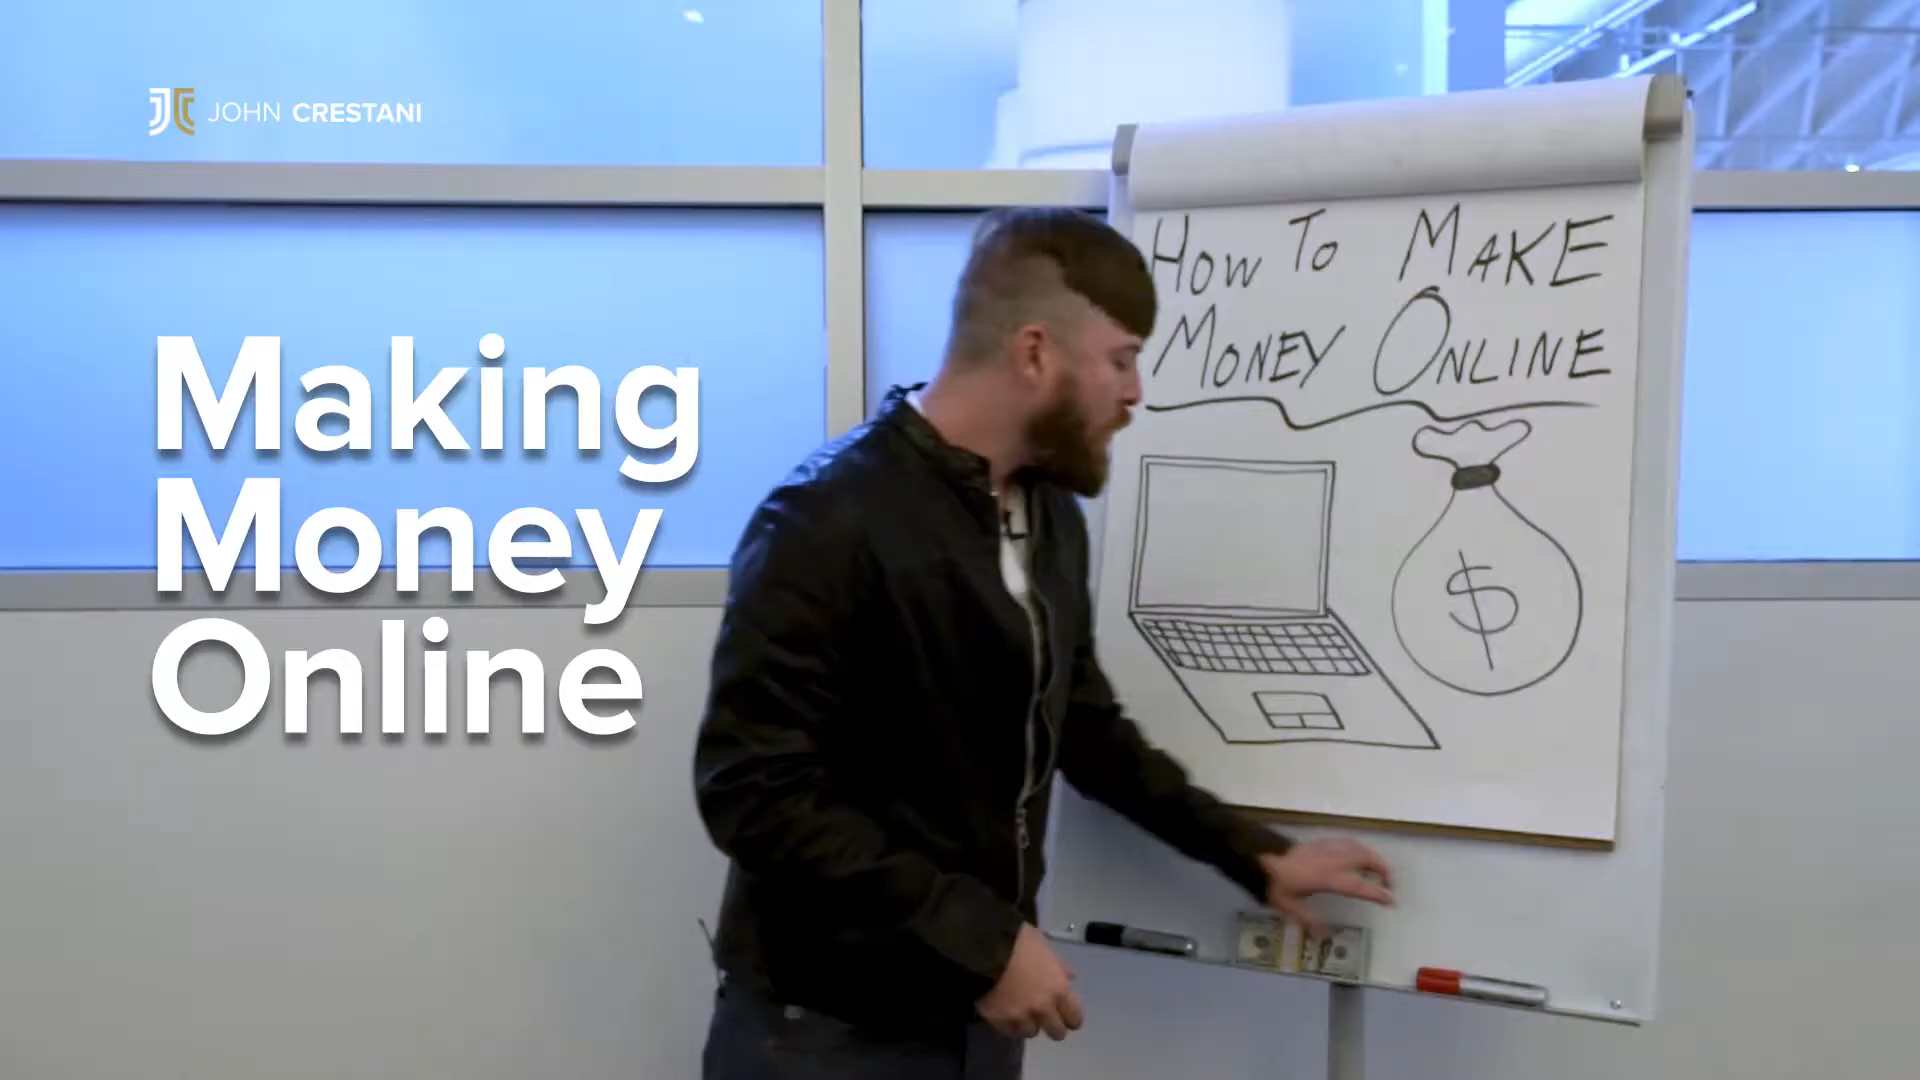 JOHN CRESTANI
HOW TO MAKE
MONEY ONLINE
Making
Money
Online
$